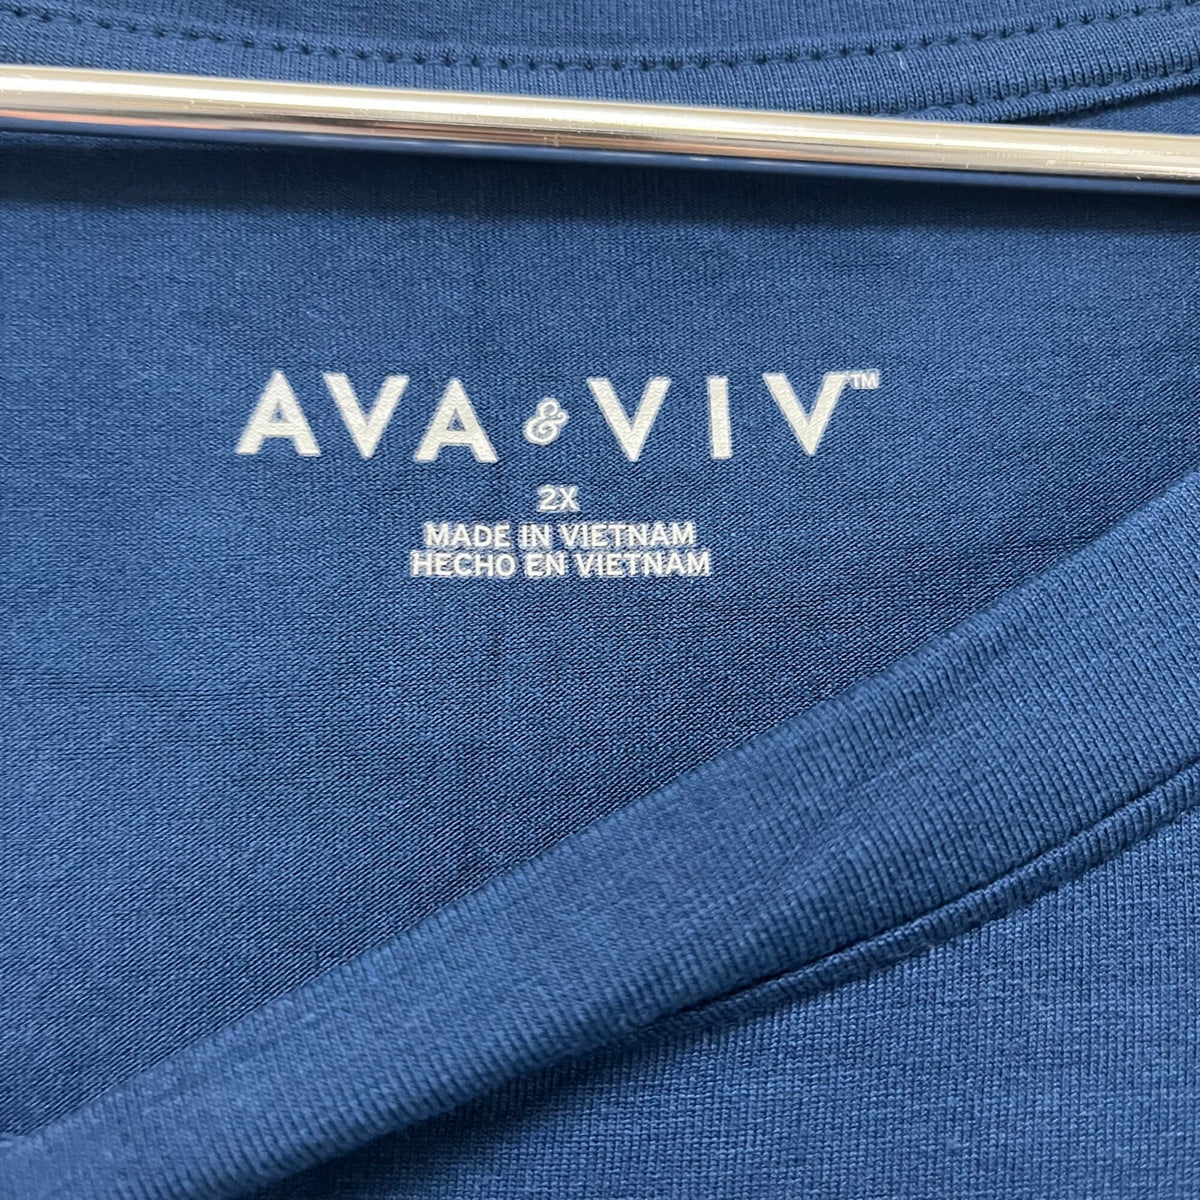 AVA & VIV™
2X
MADE IN VIETNAM
HECHO EN VIETNAM